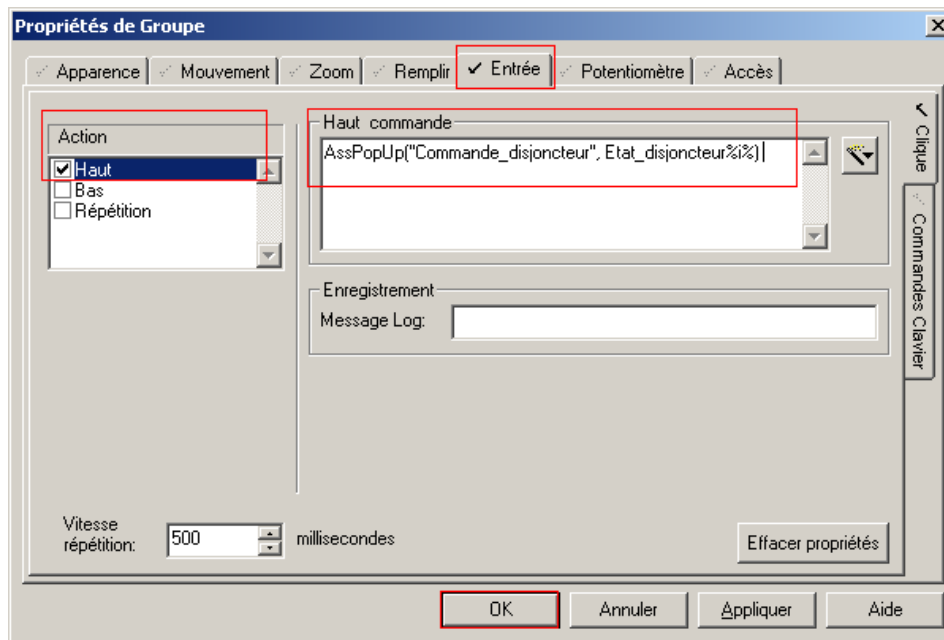 Propriétés de Groupe
Apparence Mouvement Zoom Remplir Entrée Potentiomètre Accès
Clique
Commandes Clavier
Action
Haut
Bas
Répétition
Haut commande
AssPopUp("Commande_disjoncteur", Etat_disjoncteur%i%)
Enregistrement
Message Log:
Vitesse
répétition:
500
millisecondes
Effacer propriétés
OK Annuler Appliquer Aide